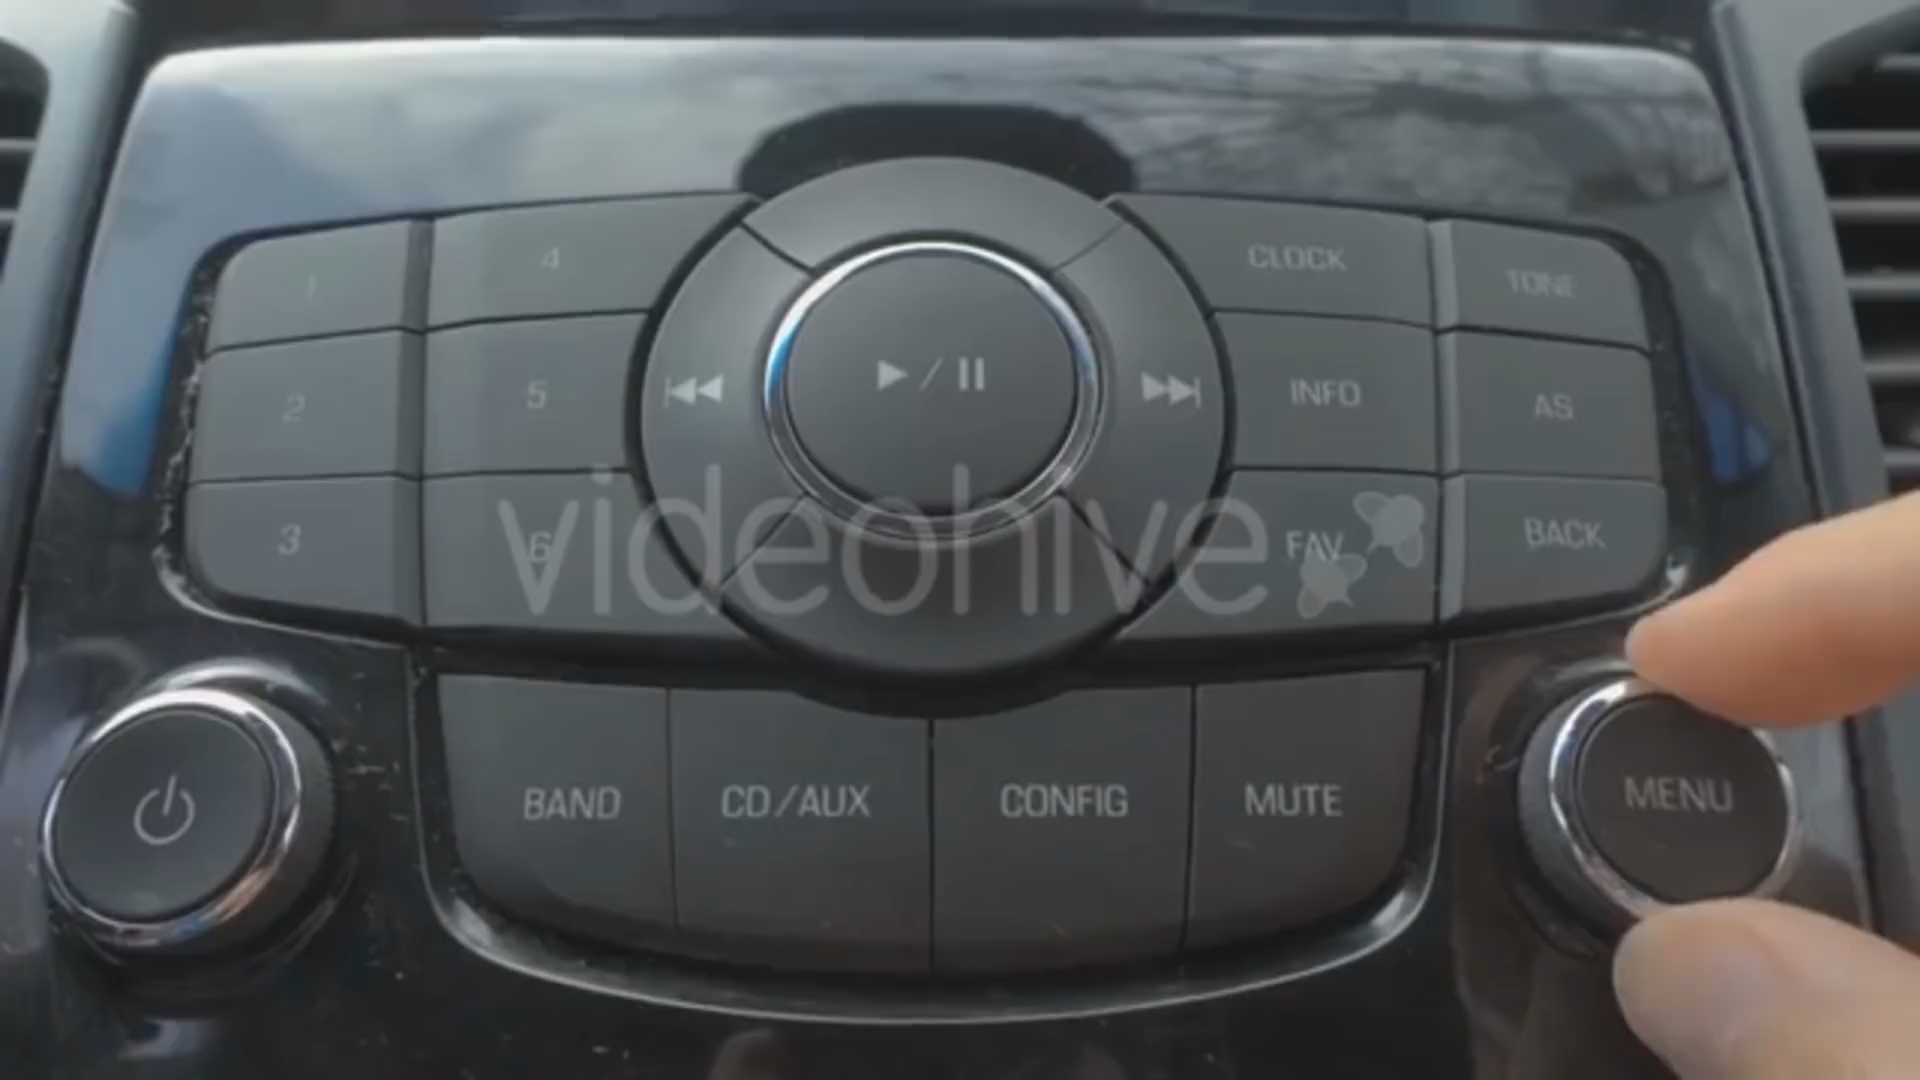 1
4
CLOCK
TONE
2
5
INFO
AS
3
6
FAV
BACK
videohive
BAND
CD/AUX
CONFIG
MUTE
MENU